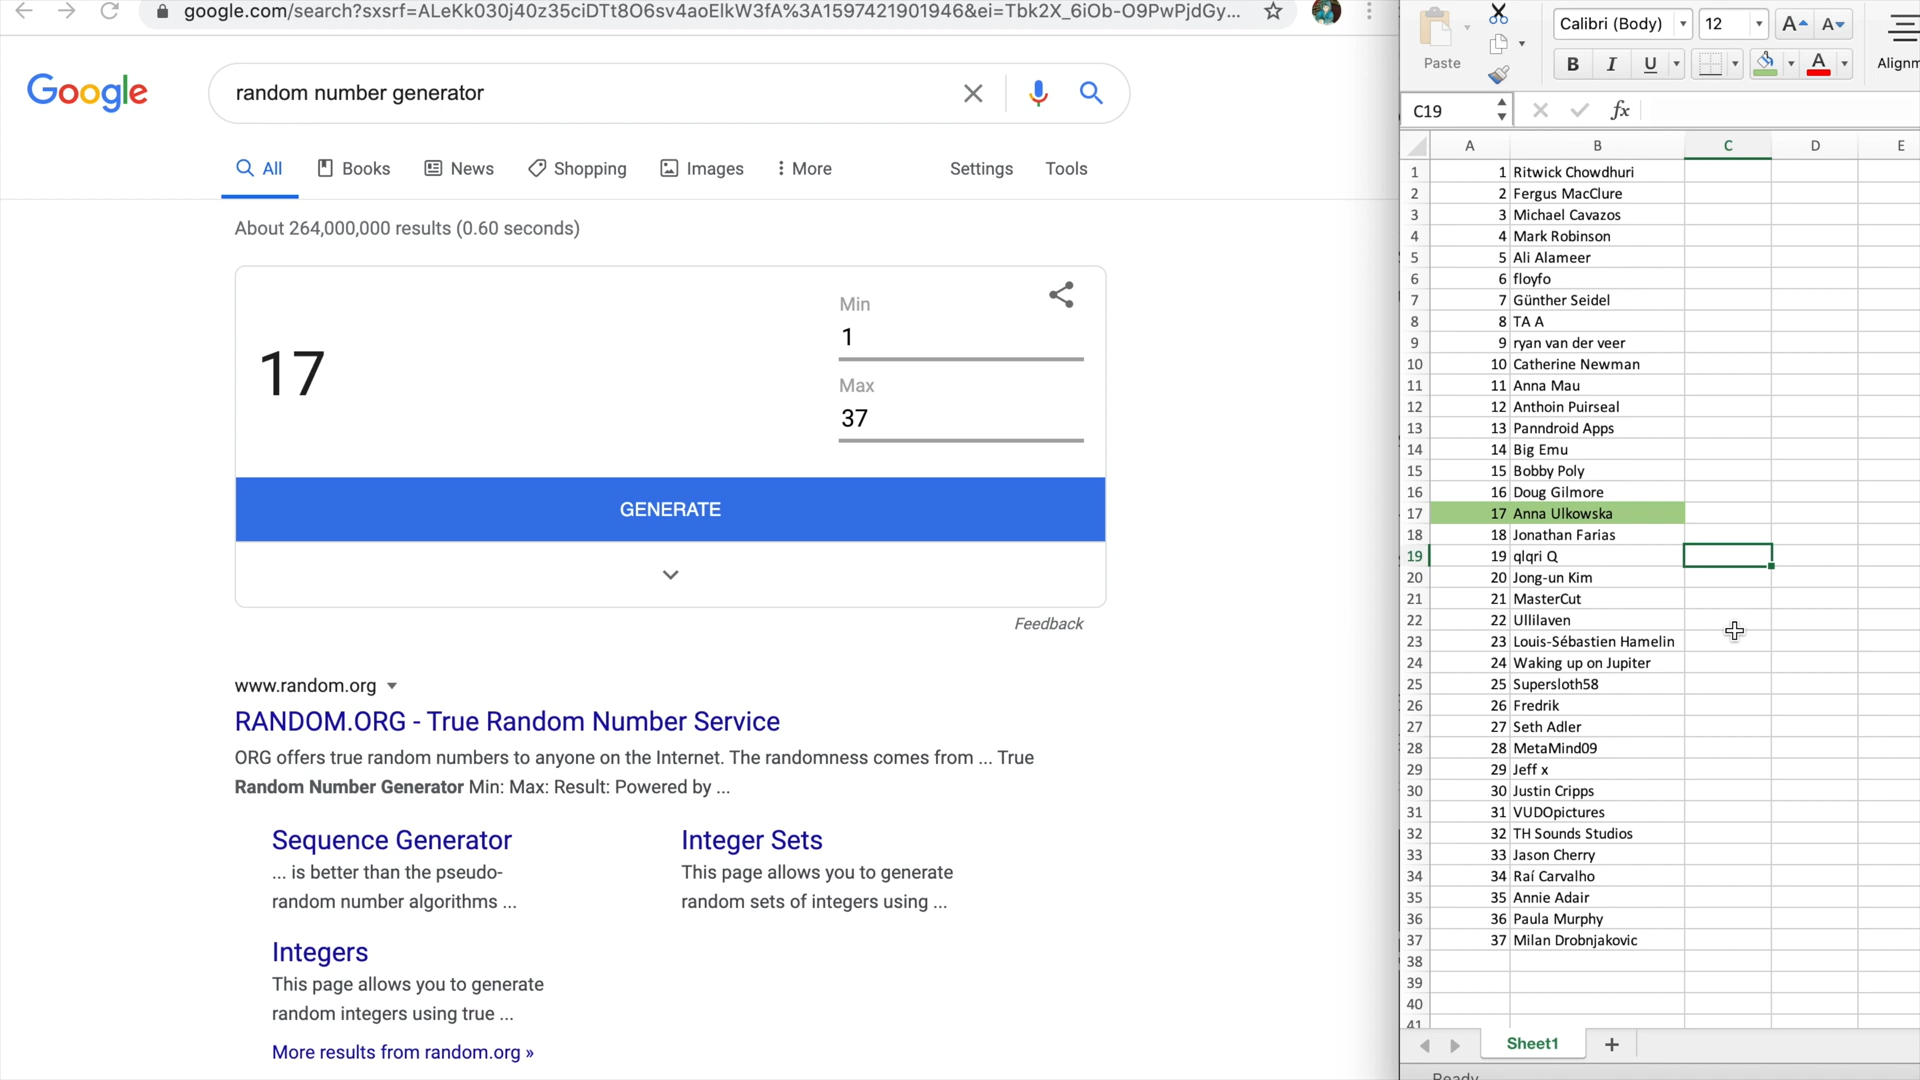 google.com/search?sxsrf=ALeKk030j40z35ciDTt8O6sv4aoElkW3fA%3A1597421901946&ei=Tbk2X_6iOb-O9PwPjdGy...
Google
random number generator
All Books News Shopping Images More Settings Tools
About 264,000,000 results (0.60 seconds)
17
Min
1
Max
37
GENERATE
Feedback
www.random.org
RANDOM.ORG - True Random Number Service
ORG offers true random numbers to anyone on the Internet. The randomness comes from ... True
Random Number Generator Min: Max: Result: Powered by ...
Sequence Generator
... is better than the pseudo-
random number algorithms ...
Integer Sets
This page allows you to generate
random sets of integers using ...
Integers
This page allows you to generate
random integers using true ...
More results from random.org »
Paste
Calibri (Body) 12 A A
B I U A
Alignm
C19 fx
A B C D E
1 1 Ritwick Chowdhuri
2 2 Fergus MacClure
3 3 Michael Cavazos
4 4 Mark Robinson
5 5 Ali Alameer
6 6 floyfo
7 7 Günther Seidel
8 8 TA A
9 9 ryan van der veer
10 10 Catherine Newman
11 11 Anna Mau
12 12 Anthoin Puirseal
13 13 Panndroid Apps
14 14 Big Emu
15 15 Bobby Poly
16 16 Doug Gilmore
17 17 Anna Ulkowska
18 18 Jonathan Farias
19 19 qlqri Q
20 20 Jong-un Kim
21 21 MasterCut
22 22 Ullilaven
23 23 Louis-Sébastien Hamelin
24 24 Waking up on Jupiter
25 25 Supersloth58
26 26 Fredrik
27 27 Seth Adler
28 28 MetaMind09
29 29 Jeff x
30 30 Justin Cripps
31 31 VUDOpictures
32 32 TH Sounds Studios
33 33 Jason Cherry
34 34 Raí Carvalho
35 35 Annie Adair
36 36 Paula Murphy
37 37 Milan Drobnjakovic
38
39
40
41
Sheet1
Ready